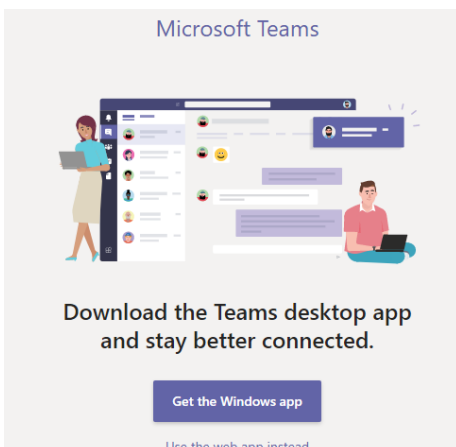 Microsoft Teams
Download the Teams desktop app
and stay better connected.
Get the Windows app
Use the web app instead